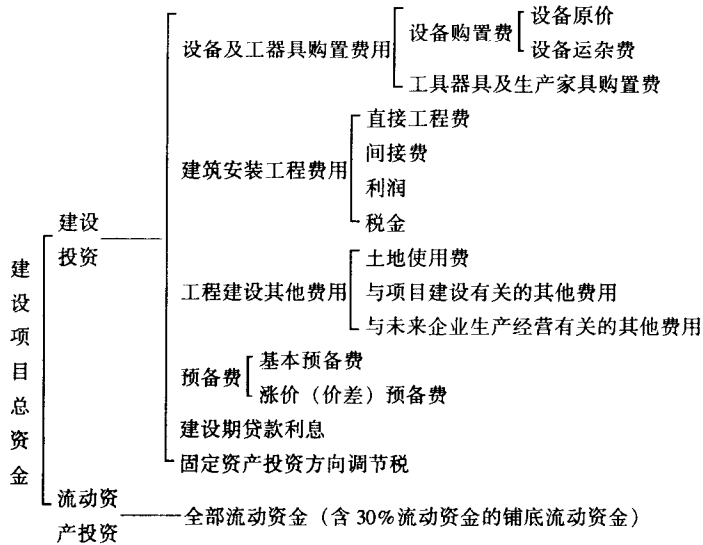 建设项目总资金
建设
投资
设备及工器具购置费用
设备购置费
设备原价
设备运杂费
工具器具及生产家具购置费
建筑安装工程费用
直接工程费
间接费
利润
税金
工程建设其他费用
土地使用费
与项目建设有关的其他费用
与未来企业生产经营有关的其他费用
预备费
基本预备费
涨价（价差）预备费
建设期贷款利息
固定资产投资方向调节税
流动资
产投资
全部流动资金（含30%流动资金的铺底流动资金）